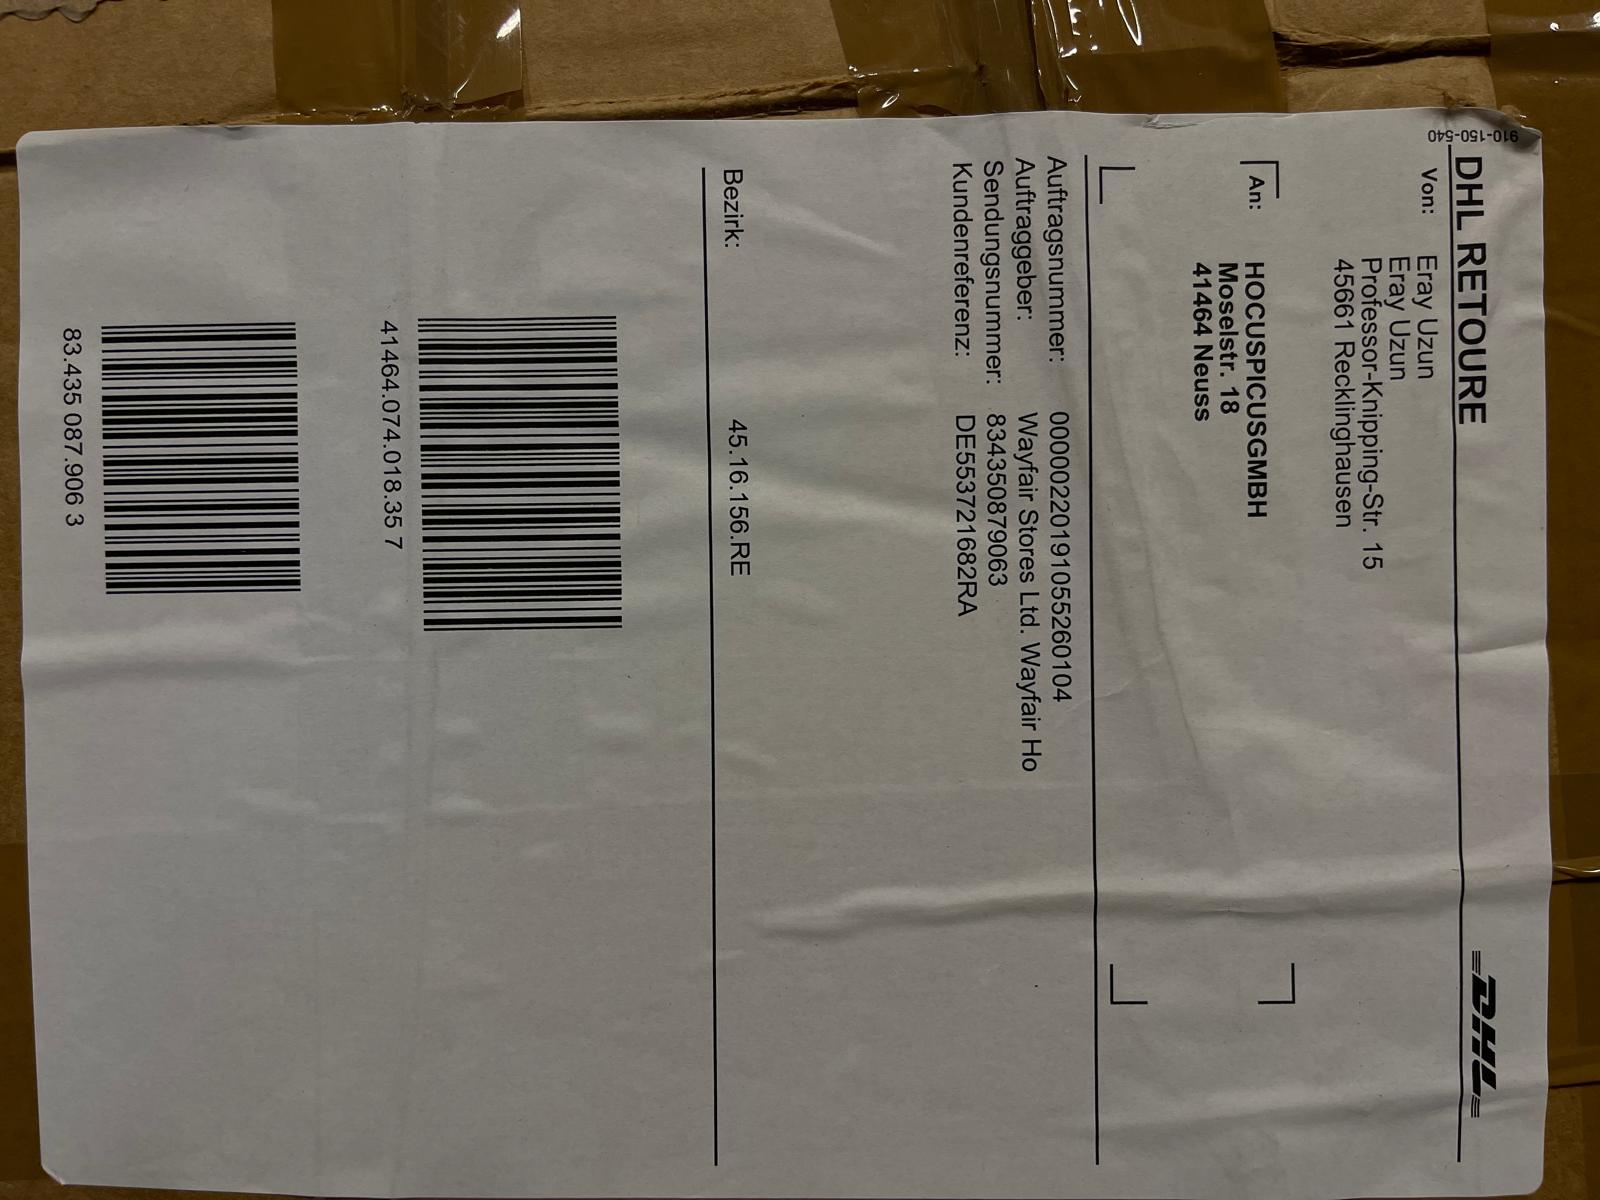 910-150-540
DHL RETOURE
DHL
Von:
Eray Uzun
Eray Uzun
Professor-Knipping-Str. 15
45661 Recklinghausen
An:
HOCUSPICUSGMBH
Moselstr. 18
41464 Neuss
Auftragsnummer: 00000220191055260104
Auftraggeber: Wayfair Stores Ltd. Wayfair Ho
Sendungsnummer: 834350879063
Kundenreferenz: DE553721682RA
Bezirk: 45.16.156.RE
41464.074.018.35 7
83.435 087.906 3